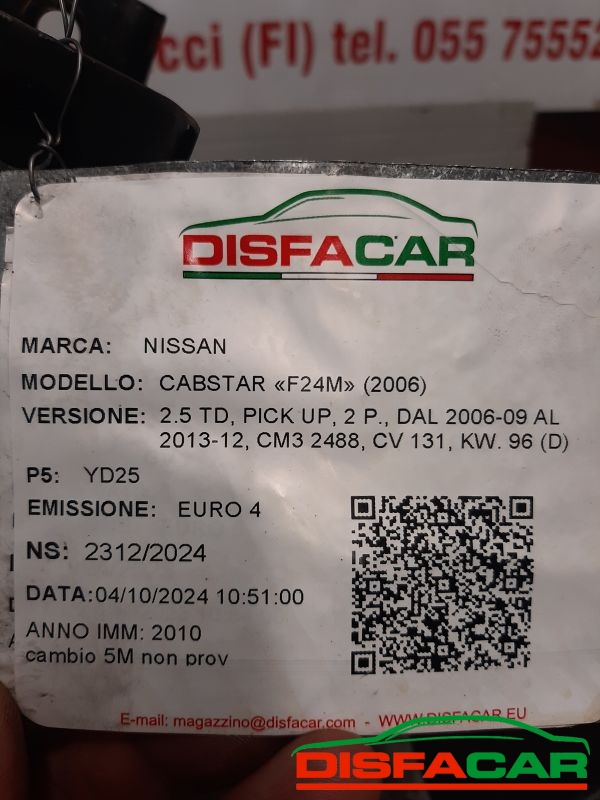 cci (FI) tel. 055 75552
DISFACAR
MARCA: NISSAN
MODELLO: CABSTAR «F24M» (2006)
VERSIONE: 2.5 TD, PICK UP, 2 P., DAL 2006-09 AL
2013-12, CM3 2488, CV 131, KW. 96 (D)
P5: YD25
EMISSIONE: EURO 4
NS: 2312/2024
DATA:04/10/2024 10:51:00
ANNO IMM: 2010
cambio 5M non prov
E-mail: magazzino@disfacar.com - WWW.DISFACAR.EU
DISFACAR